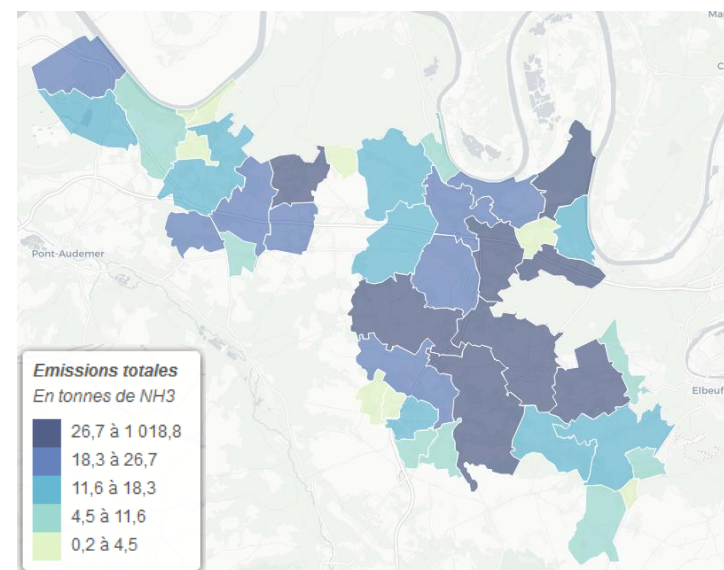 Ma
C
Pont-Audemer
Elbeuf
Emissions totales
En tonnes de NH3
26,7 à 1 018,8
18,3 à 26,7
11,6 à 18,3
4,5 à 11,6
0,2 à 4,5